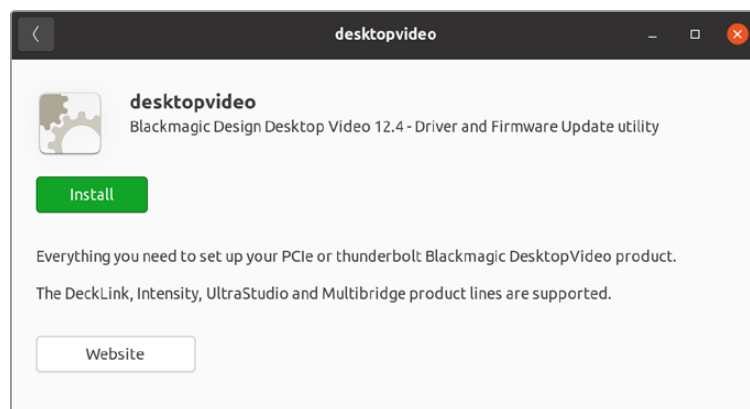 desktopvideo
desktopvideo
Blackmagic Design Desktop Video 12.4 - Driver and Firmware Update utility
Install
Everything you need to set up your PCIe or thunderbolt Blackmagic DesktopVideo product.
The DeckLink, Intensity, UltraStudio and Multibridge product lines are supported.
Website